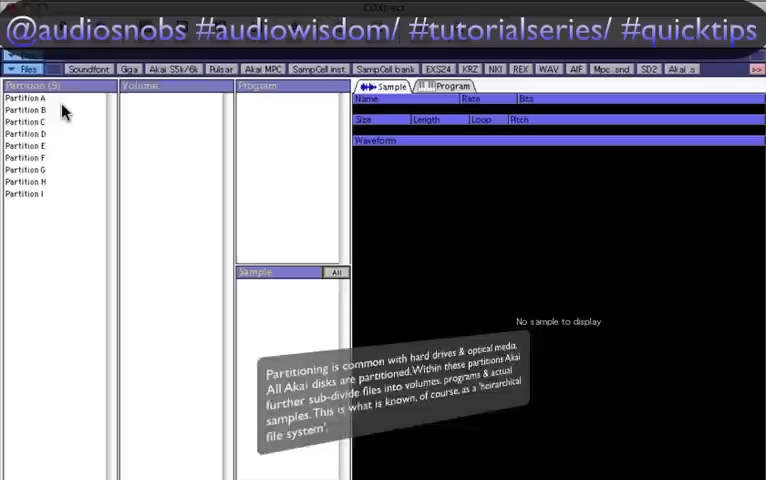 CDXtract
@audiosnobs #audiowisdom/ #tutorialseries/ #quicktips
Files Soundfont Giga Akai S5k/6k Pulsar Akai MPC SampCell inst. SampCell bank EXS24 KRZ NKI REX WAV AIF Mpc .snd SD2 Akai .s >>
Partition (9) Volume Program Sample Program
Partition A
Partition B
Partition C
Partition D
Partition E
Partition F
Partition G
Partition H
Partition I
Name Rate Bits
Size Length Loop Pitch
Waveform
Sample All
No sample to display
Partitioning is common with hard drives & optical media.
All Akai disks are partitioned. Within these partitions Akai
further sub-divide files into volumes, programs & actual
samples. This is what is known, of course, as a 'heirarchical
file system'.